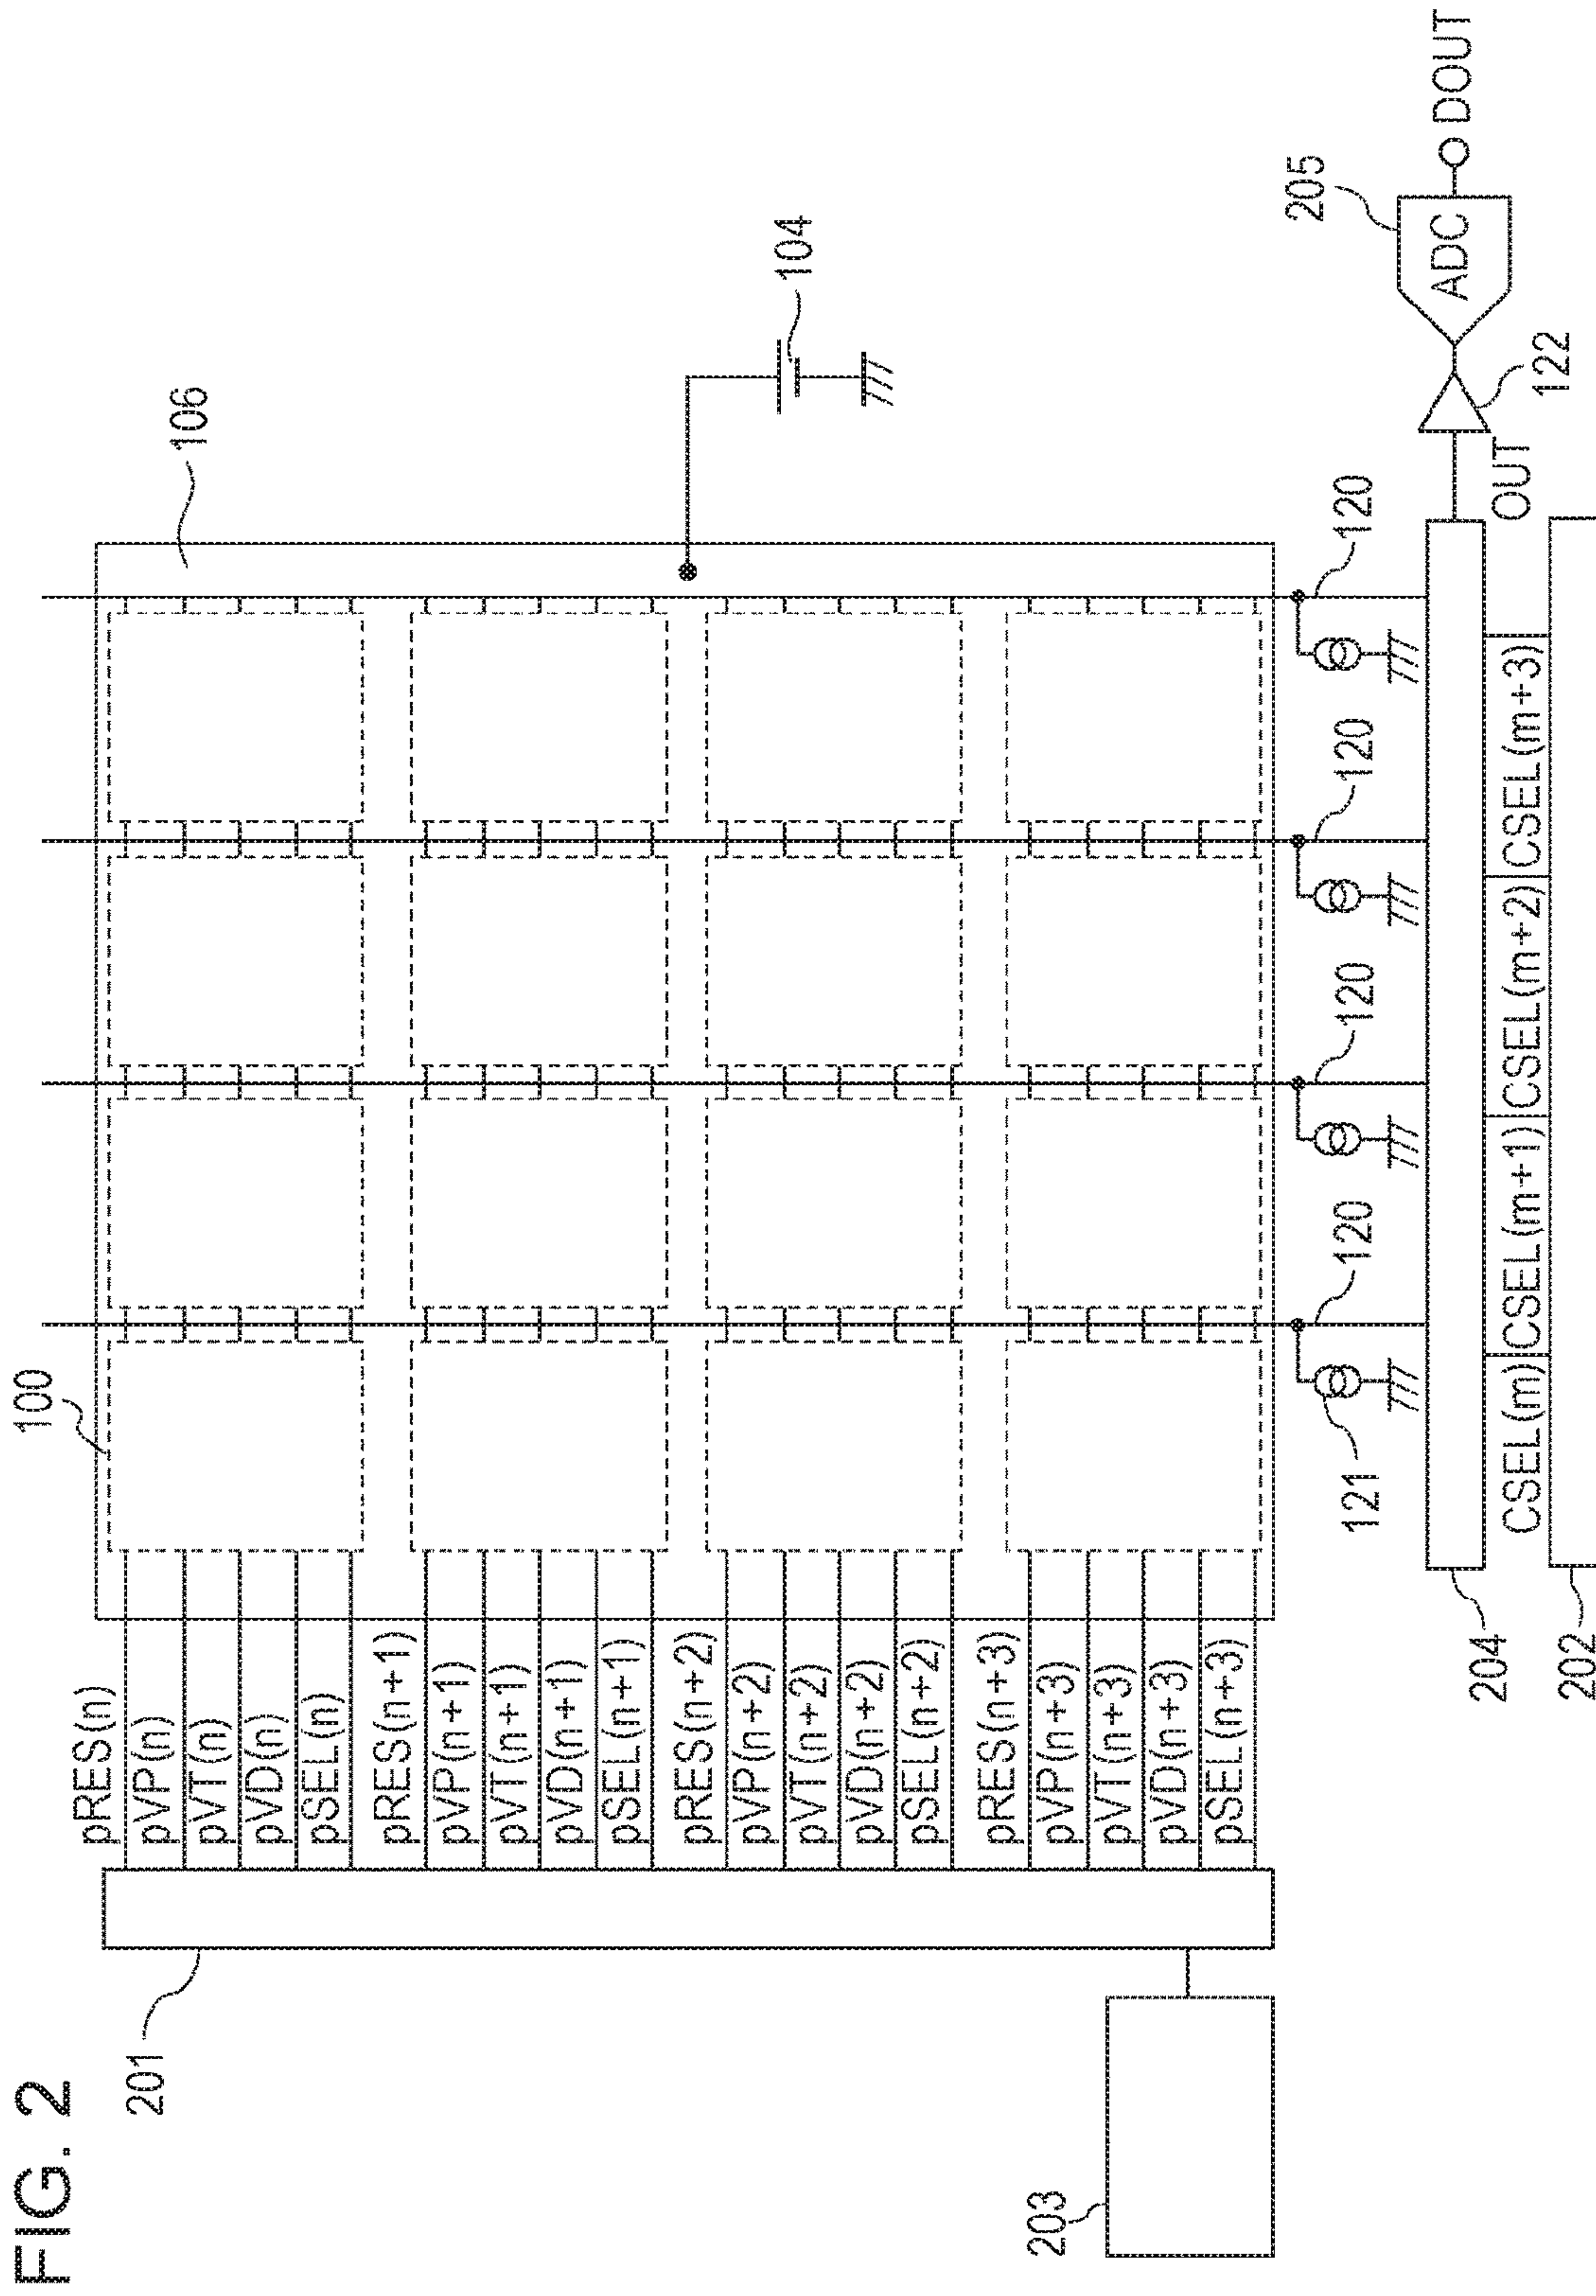 FIG. 2
203
201
pRES(n)
pVP(n)
pVT(n)
pVD(n)
pSEL(n)
pRES(n+1)
pVP(n+1)
pVT(n+1)
pVD(n+1)
pSEL(n+1)
pRES(n+2)
pVP(n+2)
pVT(n+2)
pVD(n+2)
pSEL(n+2)
pRES(n+3)
pVP(n+3)
pVT(n+3)
pVD(n+3)
pSEL(n+3)
100
106
104
121
120
120
120
120
204
202
CSEL(m)
CSEL(m+1)
CSEL(m+2)
CSEL(m+3)
OUT
122
205
ADC
DOUT